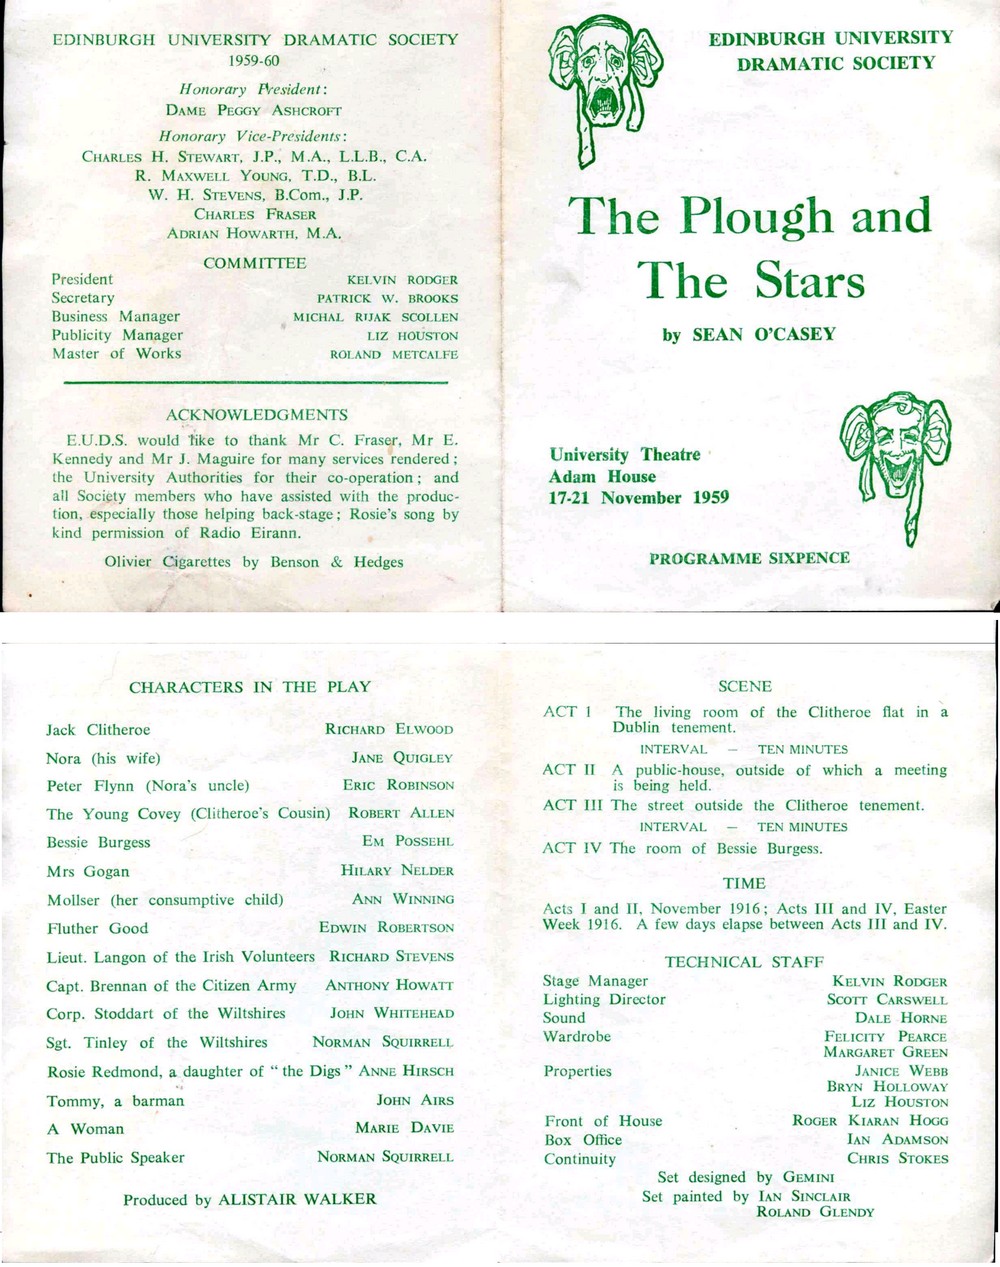 EDINBURGH UNIVERSITY DRAMATIC SOCIETY
1959-60
Honorary President:
DAME PEGGY ASHCROFT
Honorary Vice-Presidents:
CHARLES H. STEWART, J.P., M.A., L.L.B., C.A.
R. MAXWELL YOUNG, T.D., B.L.
W. H. STEVENS, B.Com., J.P.
CHARLES FRASER
ADRIAN HOWARTH, M.A.
COMMITTEE
President KELVIN RODGER
Secretary PATRICK W. BROOKS
Business Manager MICHAL RIJAK SCOLLEN
Publicity Manager LIZ HOUSTON
Master of Works ROLAND METCALFE
ACKNOWLEDGMENTS
E.U.D.S. would like to thank Mr C. Fraser, Mr E.
Kennedy and Mr J. Maguire for many services rendered;
the University Authorities for their co-operation; and
all Society members who have assisted with the produc-
tion, especially those helping back-stage; Rosie's song by
kind permission of Radio Eirann.
Olivier Cigarettes by Benson & Hedges
EDINBURGH UNIVERSITY
DRAMATIC SOCIETY
The Plough and
The Stars
by SEAN O'CASEY
University Theatre
Adam House
17-21 November 1959
PROGRAMME SIXPENCE
CHARACTERS IN THE PLAY
Jack Clitheroe RICHARD ELWOOD
Nora (his wife) JANE QUIGLEY
Peter Flynn (Nora's uncle) ERIC ROBINSON
The Young Covey (Clitheroe's Cousin) ROBERT ALLEN
Bessie Burgess EM POSSEHL
Mrs Gogan HILARY NELDER
Mollser (her consumptive child) ANN WINNING
Fluther Good EDWIN ROBERTSON
Lieut. Langon of the Irish Volunteers RICHARD STEVENS
Capt. Brennan of the Citizen Army ANTHONY HOWATT
Corp. Stoddart of the Wiltshires JOHN WHITEHEAD
Sgt. Tinley of the Wiltshires NORMAN SQUIRRELL
Rosie Redmond, a daughter of "the Digs" ANNE HIRSCH
Tommy, a barman JOHN AIRS
A Woman MARIE DAVIE
The Public Speaker NORMAN SQUIRRELL
Produced by ALISTAIR WALKER
SCENE
ACT I The living room of the Clitheroe flat in a
Dublin tenement.
INTERVAL — TEN MINUTES
ACT II A public-house, outside of which a meeting
is being held.
ACT III The street outside the Clitheroe tenement.
INTERVAL — TEN MINUTES
ACT IV The room of Bessie Burgess.
TIME
Acts I and II, November 1916; Acts III and IV, Easter
Week 1916. A few days elapse between Acts III and IV.
TECHNICAL STAFF
Stage Manager KELVIN RODGER
Lighting Director SCOTT CARSWELL
Sound DALE HORNE
Wardrobe FELICITY PEARCE
MARGARET GREEN
Properties JANICE WEBB
BRYN HOLLOWAY
LIZ HOUSTON
Front of House ROGER KIARAN HOGG
Box Office IAN ADAMSON
Continuity CHRIS STOKES
Set designed by GEMINI
Set painted by IAN SINCLAIR
ROLAND GLENDY